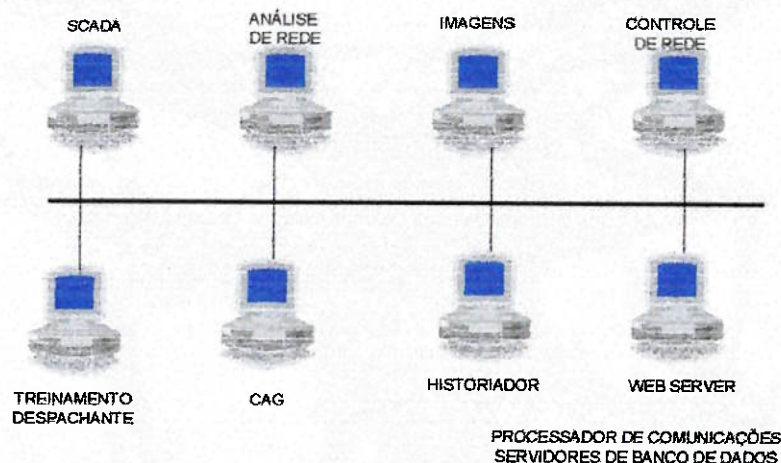 SCADA
ANÁLISE
DE REDE
IMAGENS
CONTROLE
DE REDE
TREINAMENTO
DESPACHANTE
CAG
HISTORIADOR
WEB SERVER
PROCESSADOR DE COMUNICAÇÕES
SERVIDORES DE BANCO DE DADOS